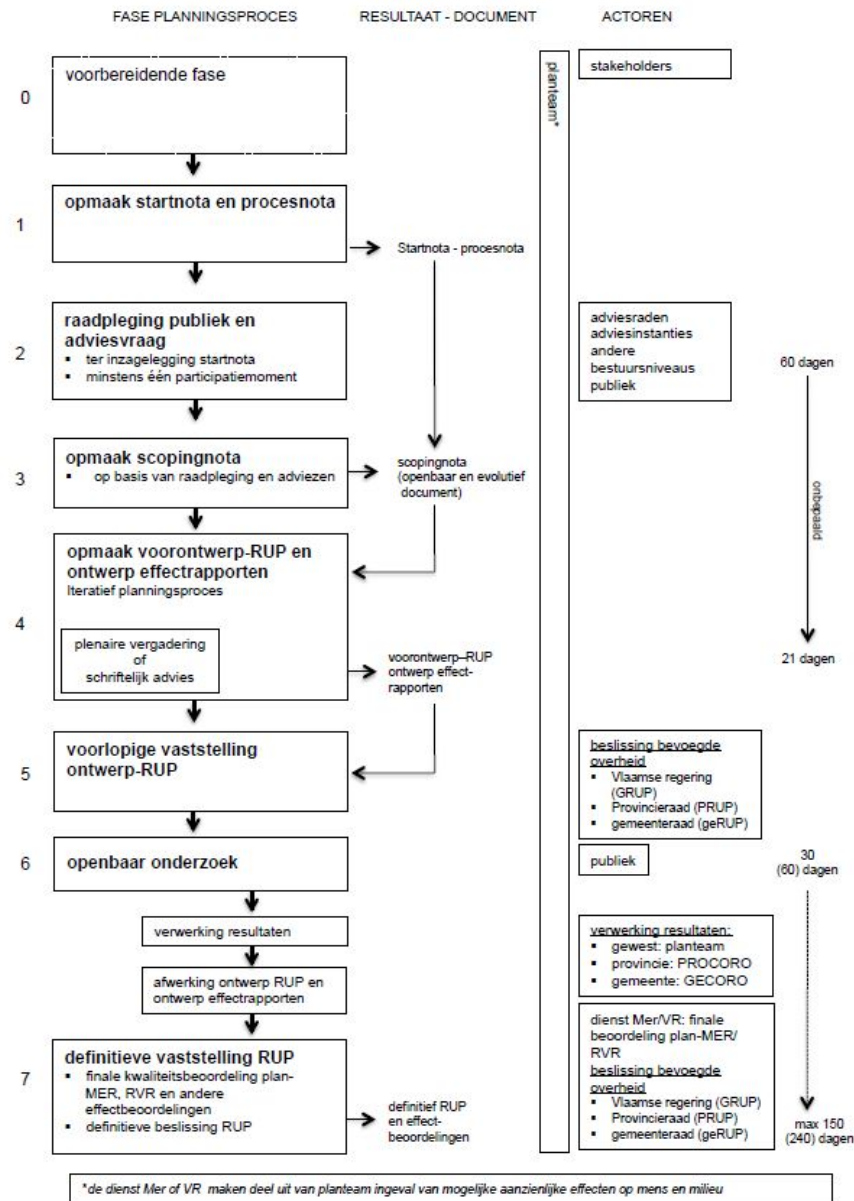 FASE PLANNINGSPROCES
RESULTAAT - DOCUMENT
ACTOREN
planteam*
0
voorbereidende fase
stakeholders
1
opmaak startnota en procesnota
Startnota - procesnota
2
raadpleging publiek en
adviesvraag
▪ ter inzagelegging startnota
▪ minstens één participatiemoment
adviesraden
adviesinstanties
andere
bestuursniveaus
publiek
60 dagen
onbepaald
3
opmaak scopingnota
▪ op basis van raadpleging en adviezen
scopingnota
(openbaar en evolutief
document)
4
opmaak voorontwerp-RUP en
ontwerp effectrapporten
Iteratief planningsproces
plenaire vergadering
of
schriftelijk advies
voorontwerp–RUP
ontwerp effect-
rapporten
21 dagen
5
voorlopige vaststelling
ontwerp-RUP
beslissing bevoegde
overheid
▪ Vlaamse regering
(GRUP)
▪ Provincieraad (PRUP)
▪ gemeenteraad (geRUP)
6
openbaar onderzoek
publiek
30
(60) dagen
verwerking resultaten
verwerking resultaten:
▪ gewest: planteam
▪ provincie: PROCORO
▪ gemeente: GECORO
afwerking ontwerp RUP en
ontwerp effectrapporten
7
definitieve vaststelling RUP
▪ finale kwaliteitsbeoordeling plan-
MER, RVR en andere
effectbeoordelingen
▪ definitieve beslissing RUP
definitief RUP
en effect-
beoordelingen
dienst Mer/VR: finale
beoordeling plan-MER/
RVR
beslissing bevoegde
overheid
▪ Vlaamse regering (GRUP)
▪ Provincieraad (PRUP)
▪ gemeenteraad (geRUP)
max 150
(240) dagen
*de dienst Mer of VR maken deel uit van planteam ingeval van mogelijke aanzienlijke effecten op mens en milieu